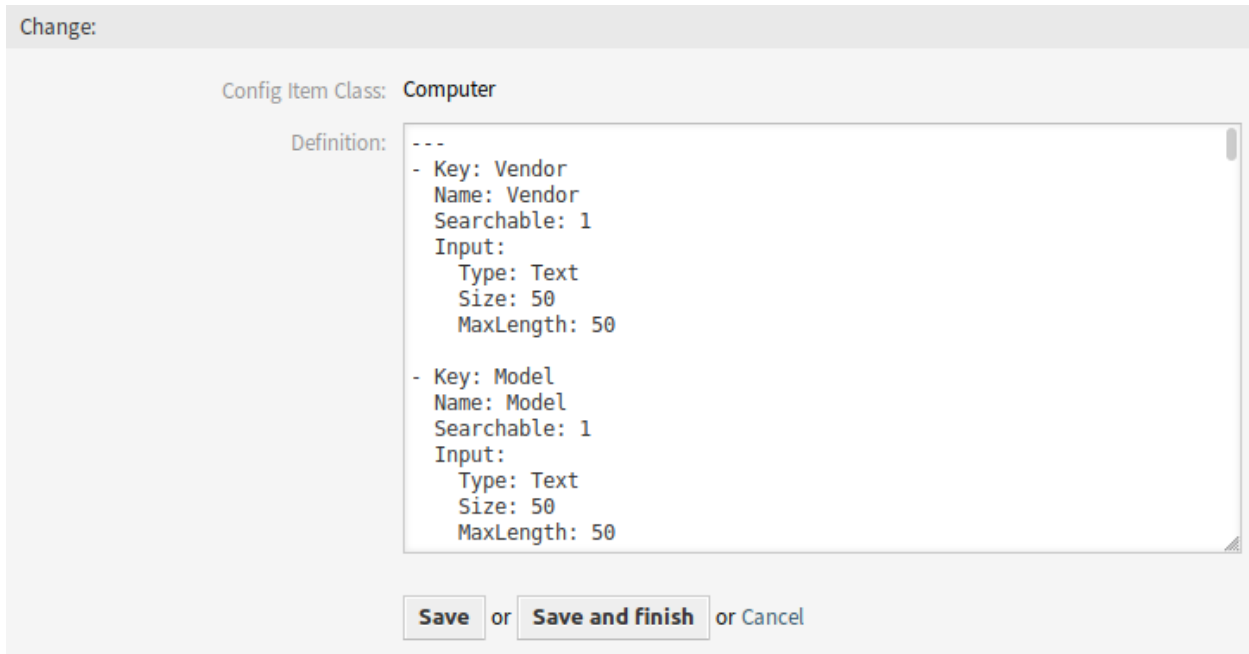 Change:
Config Item Class: Computer
Definition: ---
- Key: Vendor
  Name: Vendor
  Searchable: 1
  Input:
    Type: Text
    Size: 50
    MaxLength: 50

- Key: Model
  Name: Model
  Searchable: 1
  Input:
    Type: Text
    Size: 50
    MaxLength: 50
Save or Save and finish or Cancel